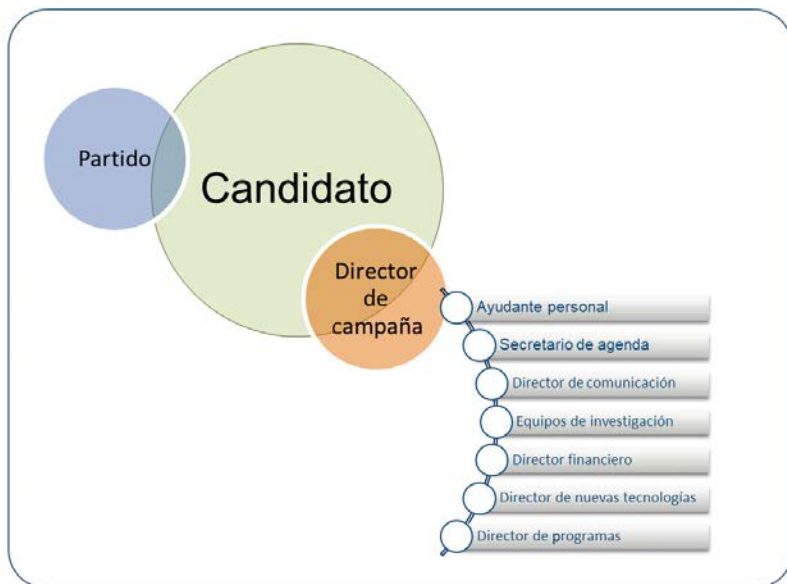 Partido
Candidato
Director
de
campaña
Ayudante personal
Secretario de agenda
Director de comunicación
Equipos de investigación
Director financiero
Director de nuevas tecnologías
Director de programas